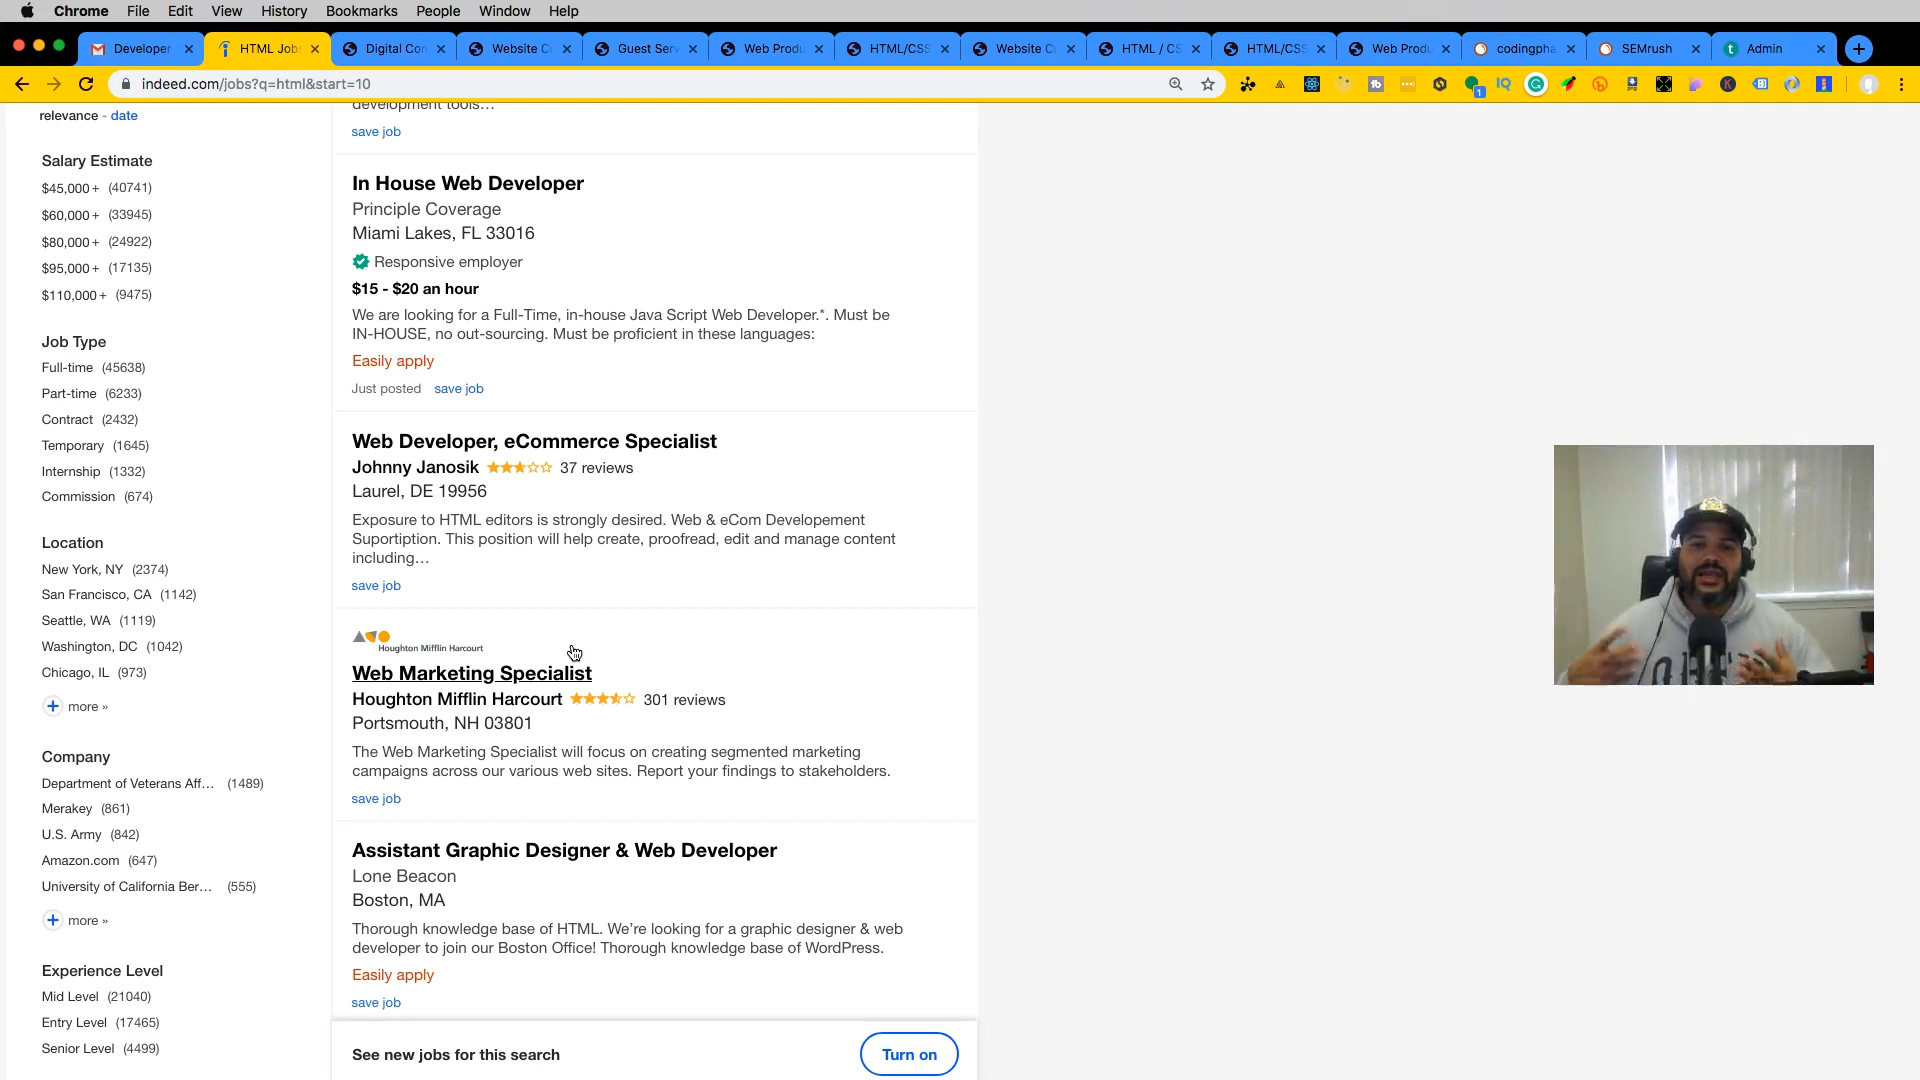 Chrome File Edit View History Bookmarks People Window Help
Developer HTML Jobs Digital Con Website Cu Guest Serv Web Produ HTML/CSS Website Cu HTML / CS HTML/CSS Web Produ codingpha SEMrush Admin
indeed.com/jobs?q=html&start=10
relevance - date
Salary Estimate
$45,000+ (40741)
$60,000+ (33945)
$80,000+ (24922)
$95,000+ (17135)
$110,000+ (9475)
Job Type
Full-time (45638)
Part-time (6233)
Contract (2432)
Temporary (1645)
Internship (1332)
Commission (674)
Location
New York, NY (2374)
San Francisco, CA (1142)
Seattle, WA (1119)
Washington, DC (1042)
Chicago, IL (973)
more »
Company
Department of Veterans Aff... (1489)
Merakey (861)
U.S. Army (842)
Amazon.com (647)
University of California Ber... (555)
more »
Experience Level
Mid Level (21040)
Entry Level (17465)
Senior Level (4499)
development tools…
save job
In House Web Developer
Principle Coverage
Miami Lakes, FL 33016
Responsive employer
$15 - $20 an hour
We are looking for a Full-Time, in-house Java Script Web Developer.*. Must be
IN-HOUSE, no out-sourcing. Must be proficient in these languages:
Easily apply
Just posted save job
Web Developer, eCommerce Specialist
Johnny Janosik 37 reviews
Laurel, DE 19956
Exposure to HTML editors is strongly desired. Web & eCom Developement
Suportiption. This position will help create, proofread, edit and manage content
including…
save job
Houghton Mifflin Harcourt
Web Marketing Specialist
Houghton Mifflin Harcourt 301 reviews
Portsmouth, NH 03801
The Web Marketing Specialist will focus on creating segmented marketing
campaigns across our various web sites. Report your findings to stakeholders.
save job
Assistant Graphic Designer & Web Developer
Lone Beacon
Boston, MA
Thorough knowledge base of HTML. We're looking for a graphic designer & web
developer to join our Boston Office! Thorough knowledge base of WordPress.
Easily apply
save job
See new jobs for this search Turn on